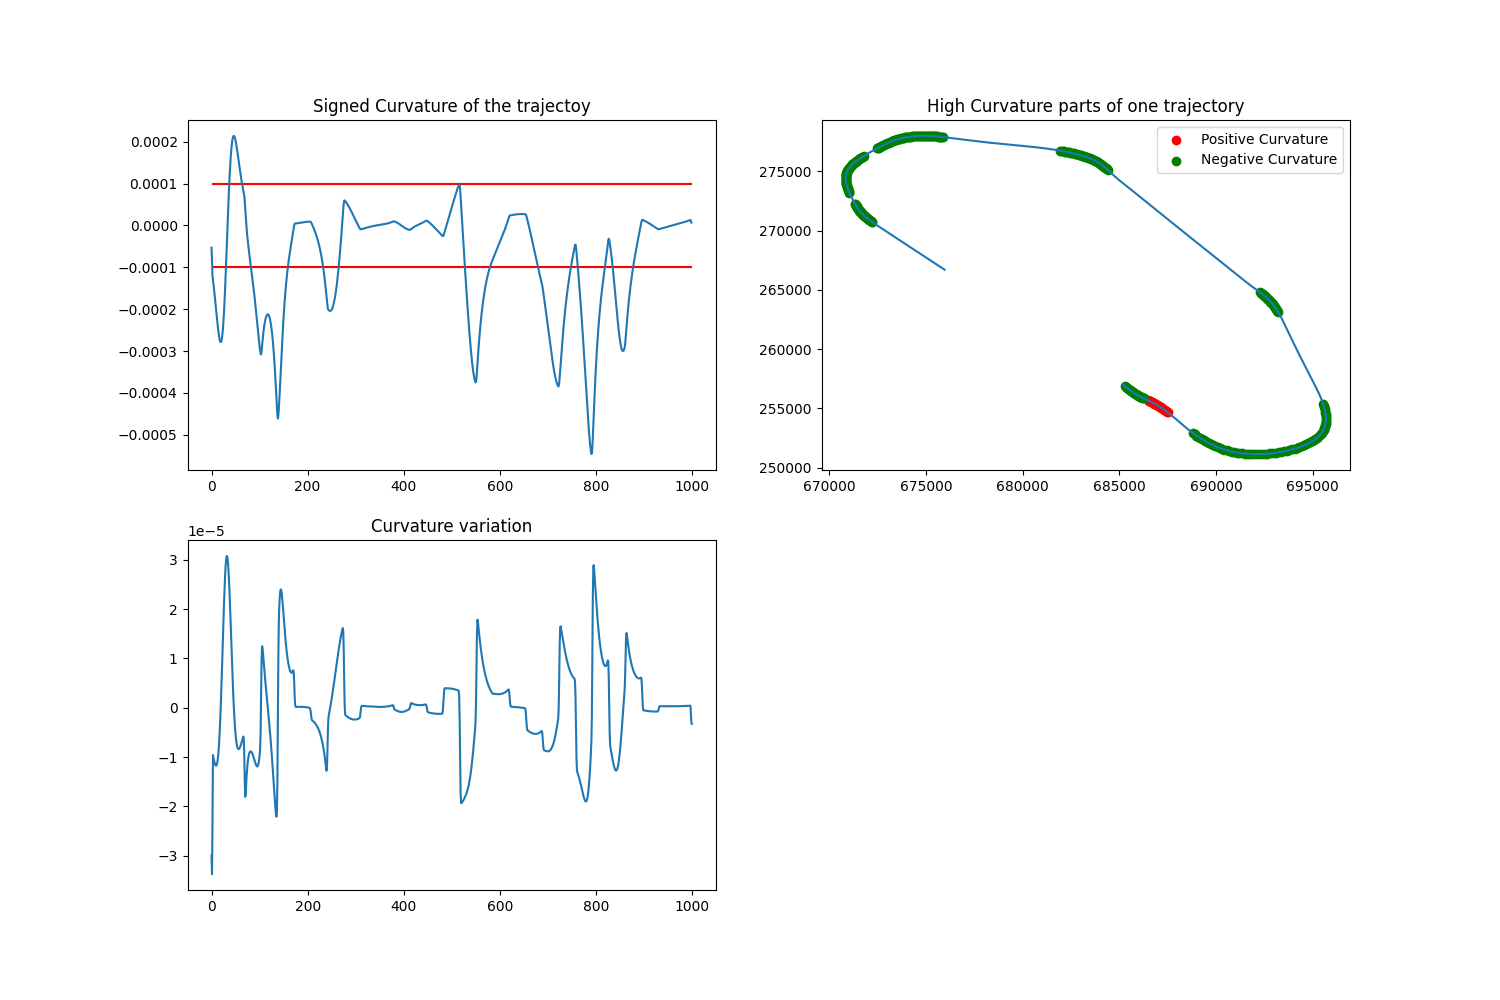 Signed Curvature of the trajectoy
0.0002
0.0001
0.0000
−0.0001
−0.0002
−0.0003
−0.0004
−0.0005
0 200 400 600 800 1000
High Curvature parts of one trajectory
Positive Curvature
Negative Curvature
275000
270000
265000
260000
255000
250000
670000 675000 680000 685000 690000 695000
Curvature variation
1e−5
3
2
1
0
−1
−2
−3
0 200 400 600 800 1000